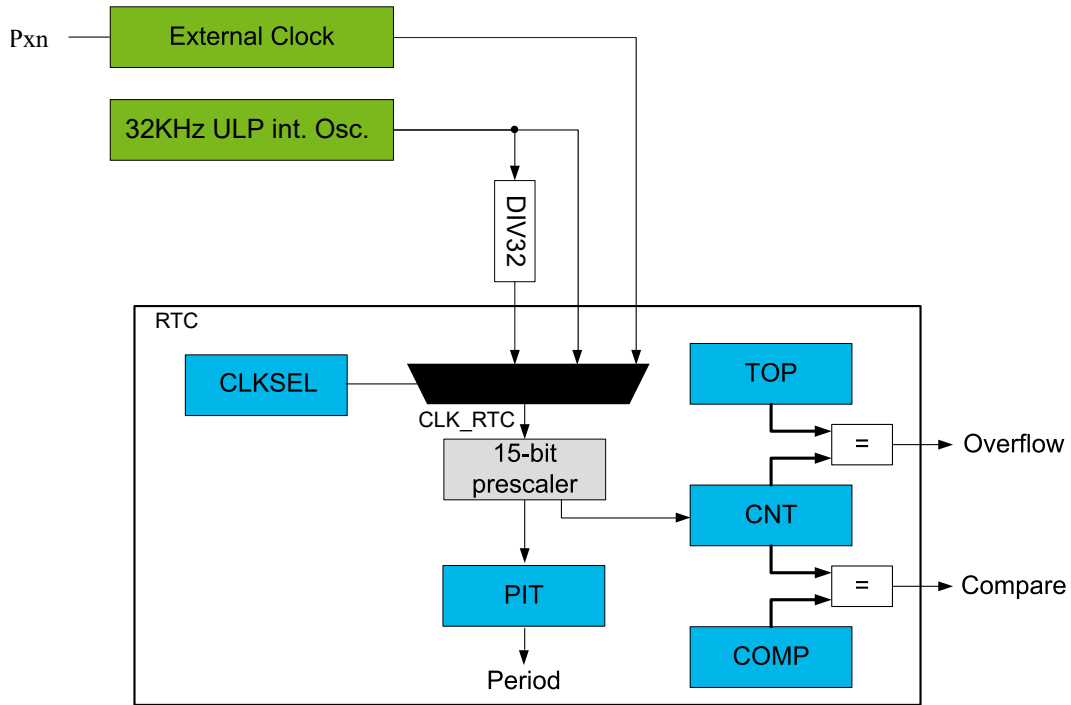 Pxn
External Clock
32KHz ULP int. Osc.
DIV32
RTC
CLKSEL
TOP
CLK_RTC
=
Overflow
15-bit
prescaler
CNT
PIT
=
Compare
COMP
Period